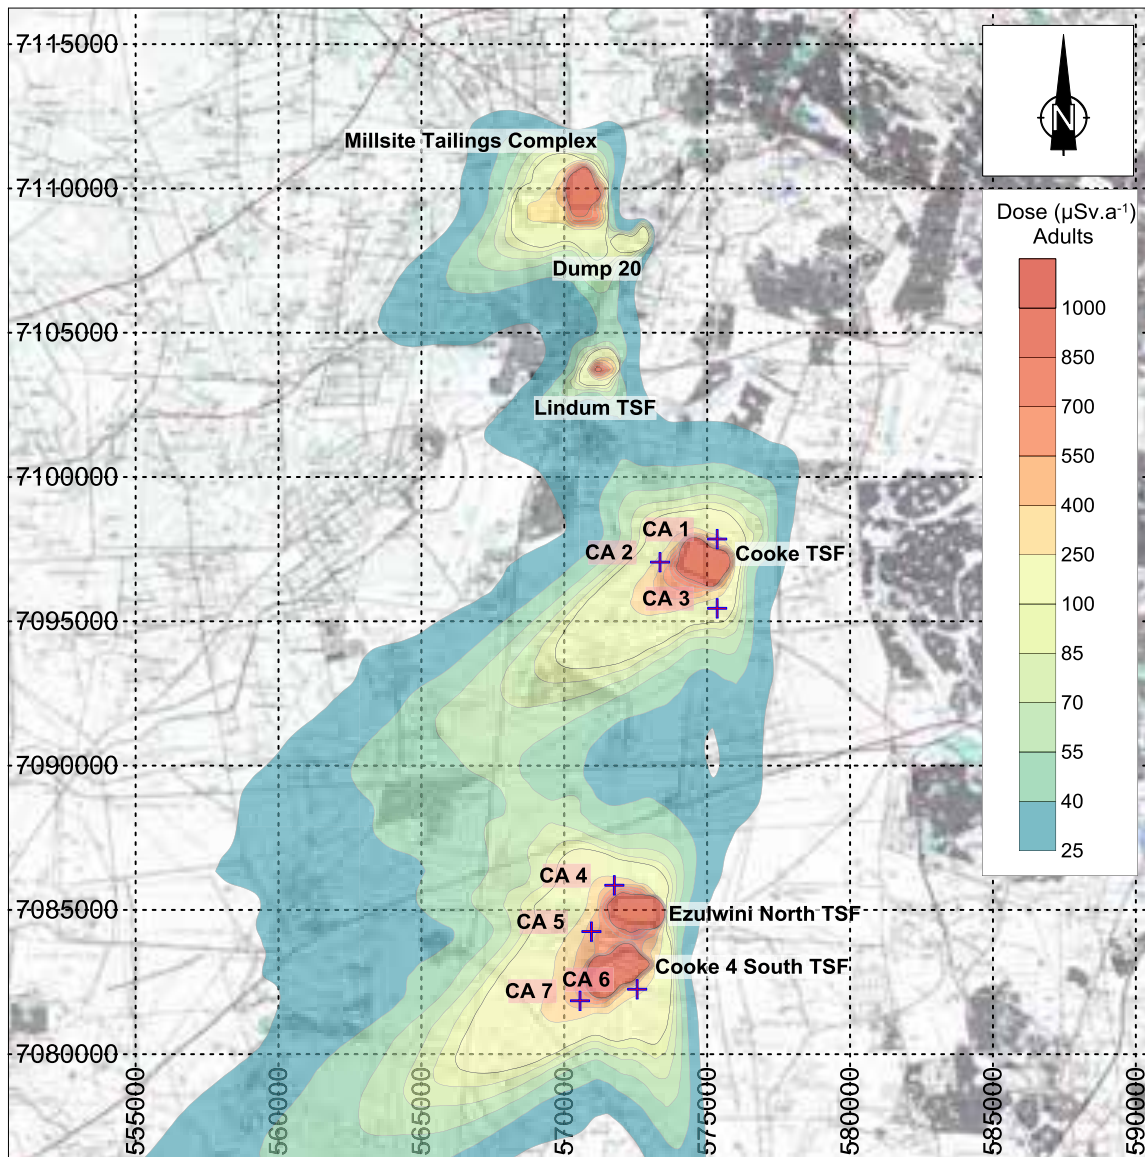 7115000
Millsite Tailings Complex
N
7110000
Dose (µSv.a⁻¹)
Adults
Dump 20
1000
7105000
850
700
Lindum TSF
550
7100000
400
CA 1
CA 2
Cooke TSF
250
CA 3
100
7095000
85
70
55
7090000
40
25
CA 4
7085000
Ezulwini North TSF
CA 5
Cooke 4 South TSF
CA 6
CA 7
7080000
555000
560000
565000
570000
575000
580000
585000
590000